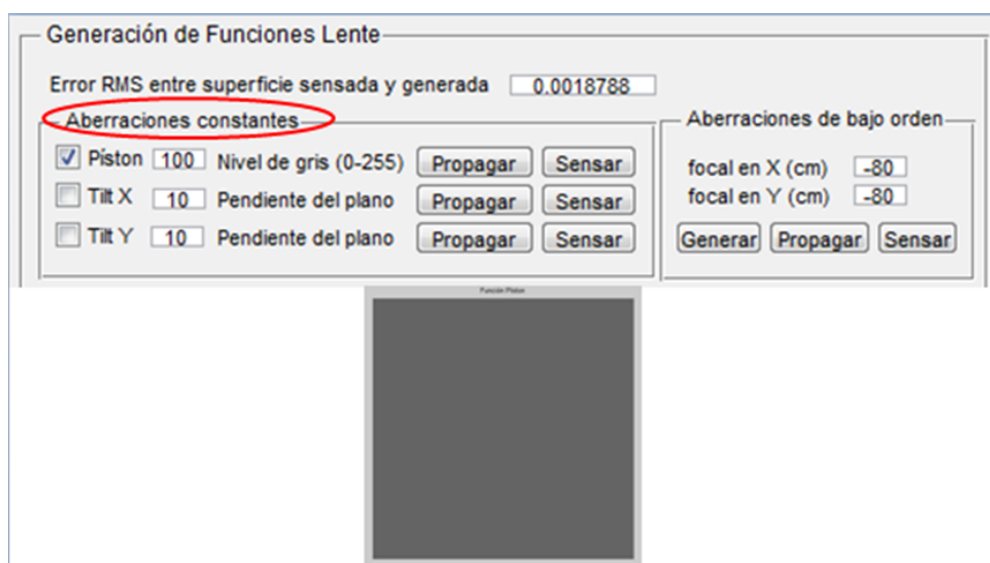 Generación de Funciones Lente
Error RMS entre superficie sensada y generada 0.0018788
Aberraciones constantes
Píston 100 Nivel de gris (0-255) Propagar Sensar
Tilt X 10 Pendiente del plano Propagar Sensar
Tilt Y 10 Pendiente del plano Propagar Sensar
Aberraciones de bajo orden
focal en X (cm) -80
focal en Y (cm) -80
Generar Propagar Sensar
Función Piston